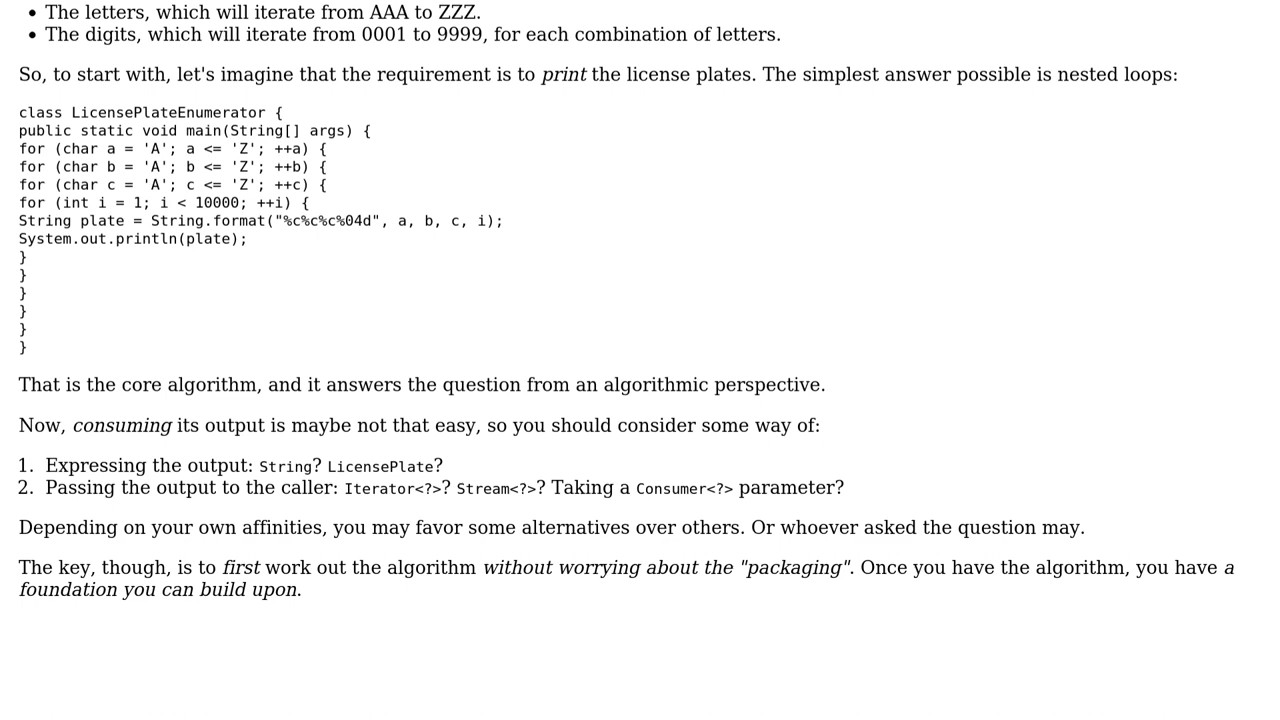 • The letters, which will iterate from AAA to ZZZ.
• The digits, which will iterate from 0001 to 9999, for each combination of letters.
So, to start with, let's imagine that the requirement is to print the license plates. The simplest answer possible is nested loops:
class LicensePlateEnumerator {
public static void main(String[] args) {
for (char a = 'A'; a <= 'Z'; ++a) {
for (char b = 'A'; b <= 'Z'; ++b) {
for (char c = 'A'; c <= 'Z'; ++c) {
for (int i = 1; i < 10000; ++i) {
String plate = String.format("%c%c%c%04d", a, b, c, i);
System.out.println(plate);
}
}
}
}
}
}
That is the core algorithm, and it answers the question from an algorithmic perspective.
Now, consuming its output is maybe not that easy, so you should consider some way of:
1. Expressing the output: String? LicensePlate?
2. Passing the output to the caller: Iterator<?>? Stream<?>? Taking a Consumer<?> parameter?
Depending on your own affinities, you may favor some alternatives over others. Or whoever asked the question may.
The key, though, is to first work out the algorithm without worrying about the "packaging". Once you have the algorithm, you have a
foundation you can build upon.